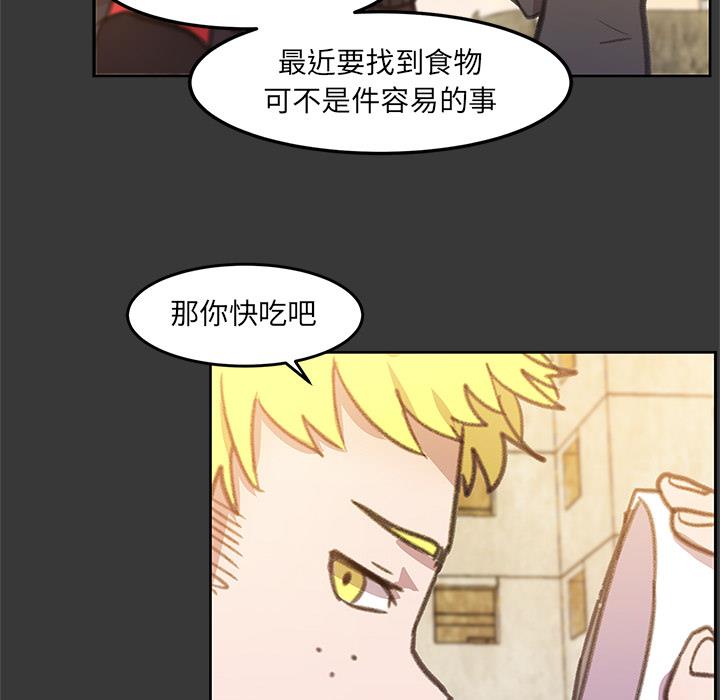 最近要找到食物
可不是件容易的事
那你快吃吧